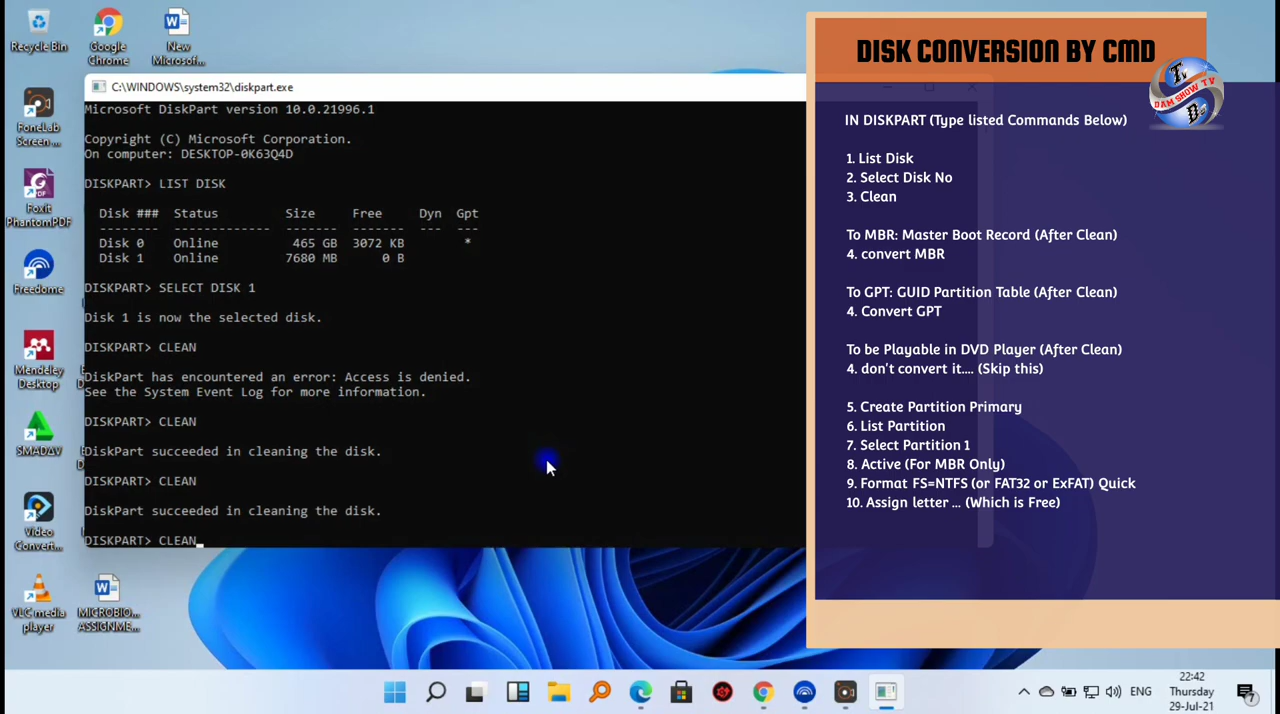 Recycle Bin
Google
Chrome
New
Microsoft...
FoneLab
Screen ...
Foxit
PhantomPDF
Freedome
Mendeley
Desktop
SMADAV
Video
Convert...
VLC media
player
MICROBIO...
ASSIGNME...
C:\WINDOWS\system32\diskpart.exe
Microsoft DiskPart version 10.0.21996.1
Copyright (C) Microsoft Corporation.
On computer: DESKTOP-0K63Q4D
DISKPART> LIST DISK
Disk ### Status Size Free Dyn Gpt
-------- ------------- ------- ------- --- ---
Disk 0 Online 465 GB 3072 KB *
Disk 1 Online 7680 MB 0 B
DISKPART> SELECT DISK 1
Disk 1 is now the selected disk.
DISKPART> CLEAN
DiskPart has encountered an error: Access is denied.
See the System Event Log for more information.
DISKPART> CLEAN
DiskPart succeeded in cleaning the disk.
DISKPART> CLEAN
DiskPart succeeded in cleaning the disk.
DISKPART> CLEAN
DISK CONVERSION BY CMD
Tv
DAM SHOW TV
Ds
IN DISKPART (Type listed Commands Below)
1. List Disk
2. Select Disk No
3. Clean
To MBR: Master Boot Record (After Clean)
4. convert MBR
To GPT: GUID Partition Table (After Clean)
4. Convert GPT
To be Playable in DVD Player (After Clean)
4. don't convert it.... (Skip this)
5. Create Partition Primary
6. List Partition
7. Select Partition 1
8. Active (For MBR Only)
9. Format FS=NTFS (or FAT32 or ExFAT) Quick
10. Assign letter ... (Which is Free)
ENG
22:42
Thursday
29-Jul-21
7